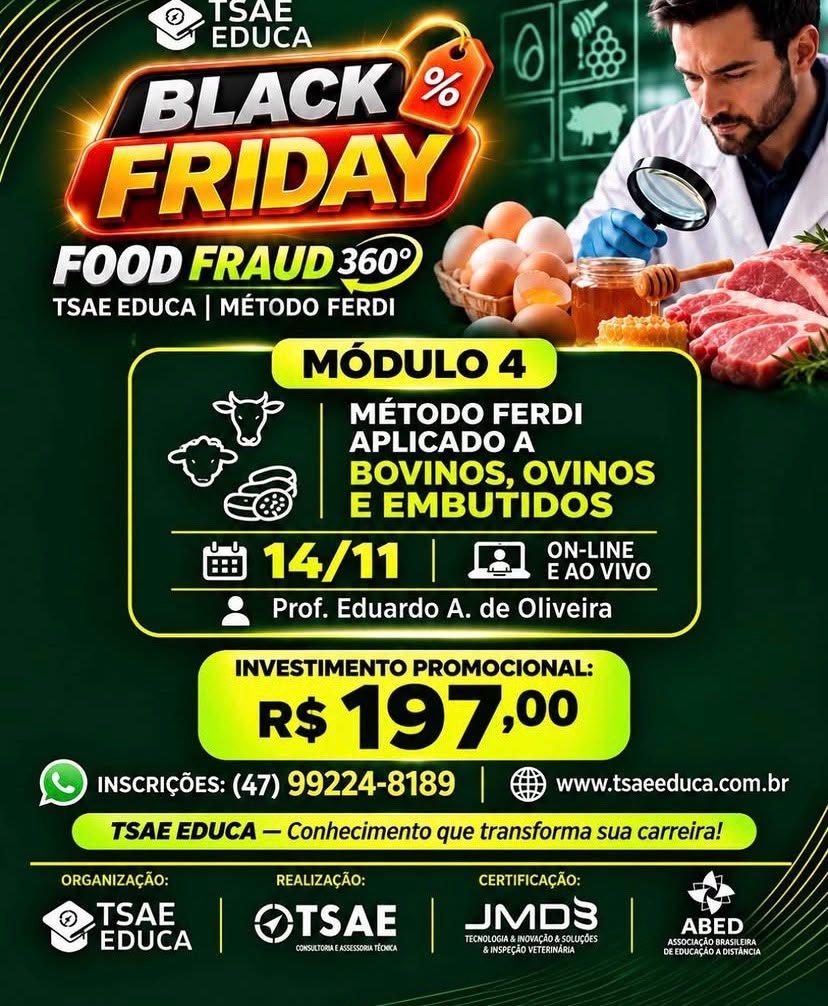 TSAE
EDUCA
BLACK
FRIDAY
%
FOOD FRAUD 360º
TSAE EDUCA | MÉTODO FERDI
MÓDULO 4
MÉTODO FERDI
APLICADO A
BOVINOS, OVINOS
E EMBUTIDOS
14/11
ON-LINE
E AO VIVO
Prof. Eduardo A. de Oliveira
INVESTIMENTO PROMOCIONAL:
R$ 197,00
INSCRIÇÕES: (47) 99224-8189
www.tsaeeduca.com.br
TSAE EDUCA — Conhecimento que transforma sua carreira!
ORGANIZAÇÃO:
TSAE
EDUCA
REALIZAÇÃO:
TSAE
CONSULTORIA E ASSESSORIA TÉCNICA
CERTIFICAÇÃO:
JMDB
TECNOLOGIA & INOVAÇÃO & SOLUÇÕES
& INSPEÇÃO VETERINÁRIA
ABED
ASSOCIAÇÃO BRASILEIRA
DE EDUCAÇÃO A DISTÂNCIA